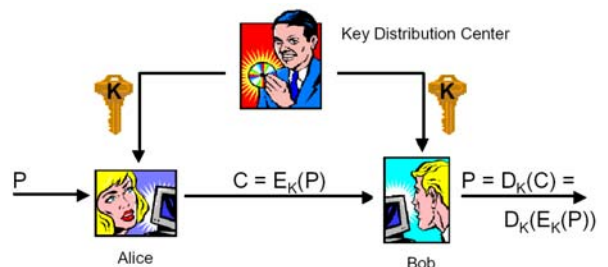 Key Distribution Center
K
K
P
C = E_K(P)
P = D_K(C) =
D_K(E_K(P))
Alice
Bob